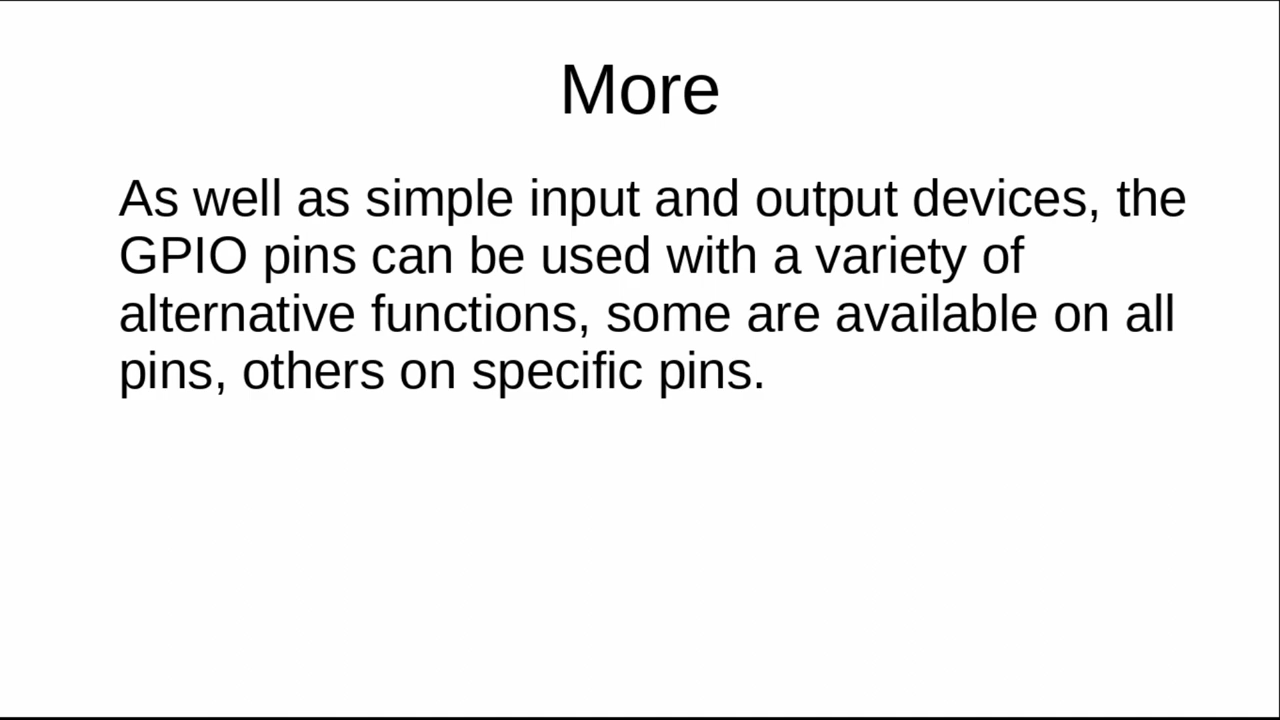 More
As well as simple input and output devices, the
GPIO pins can be used with a variety of
alternative functions, some are available on all
pins, others on specific pins.